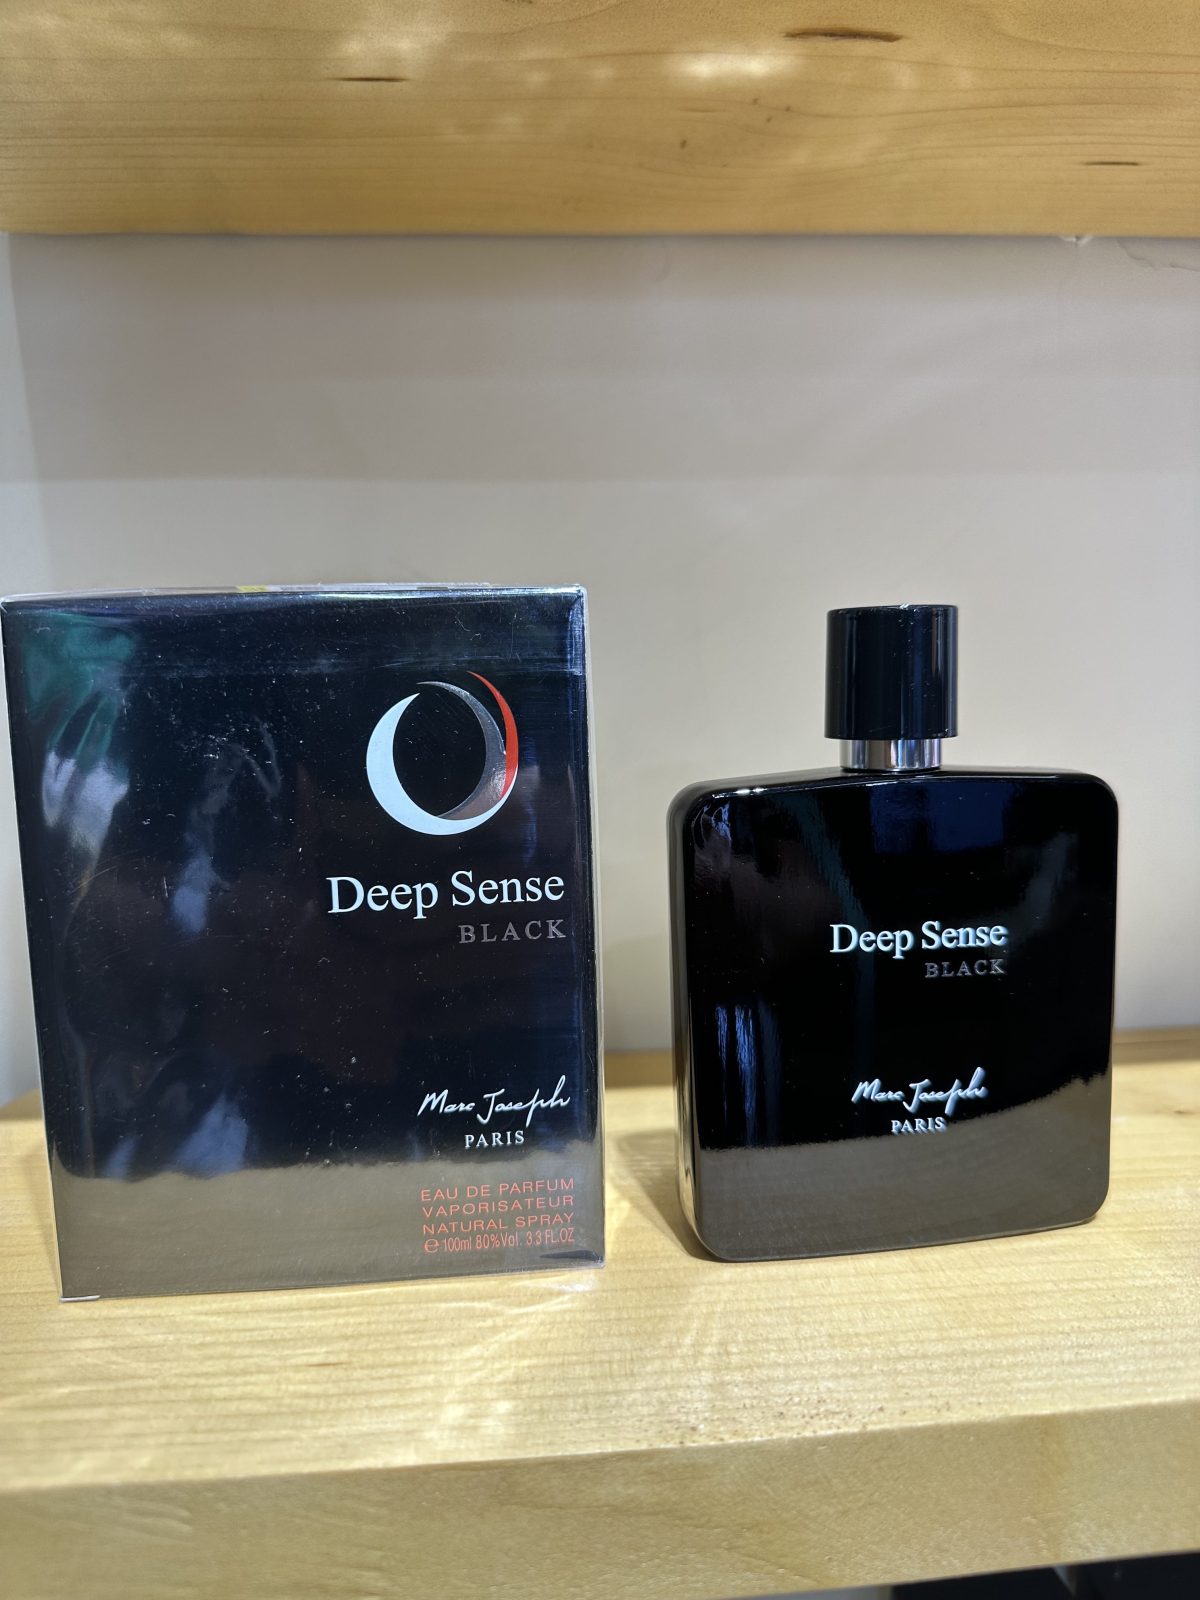 Deep Sense
BLACK
Marc Joseph
PARIS
EAU DE PARFUM
VAPORISATEUR
NATURAL SPRAY
℮ 100ml 80%Vol. 3.3 FL.OZ
Deep Sense
BLACK
Marc Joseph
PARIS